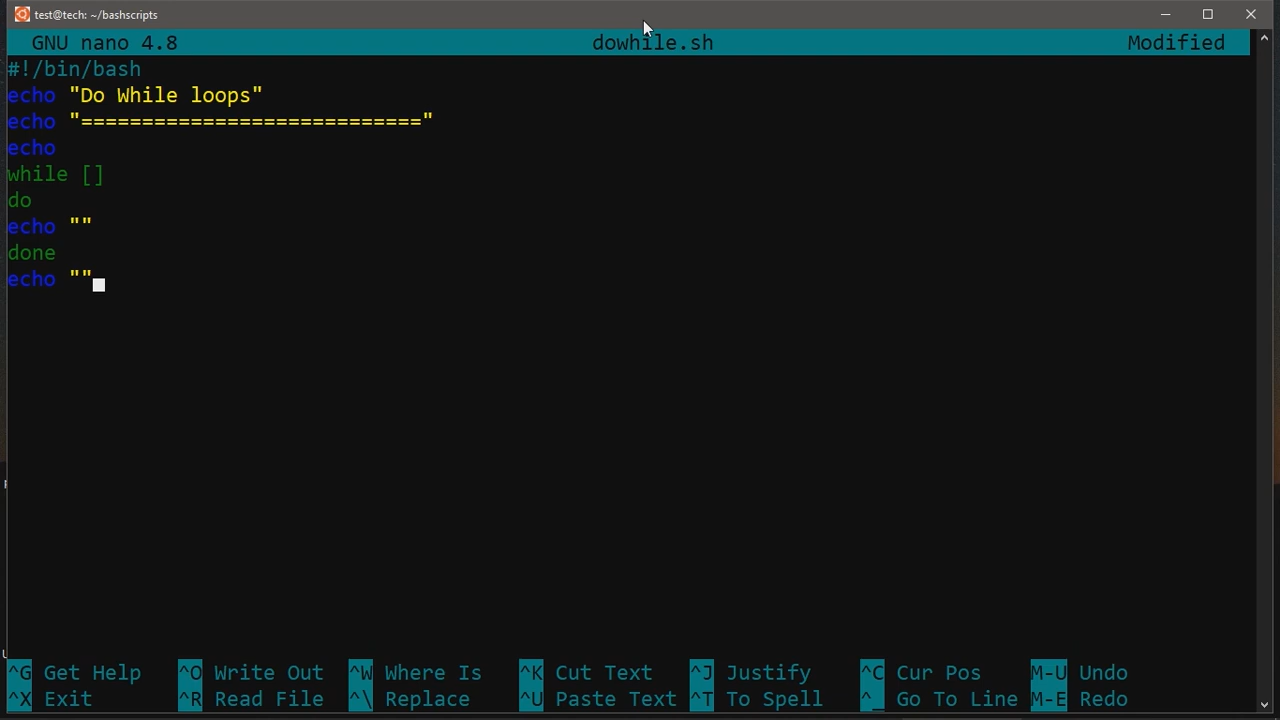 test@tech: ~/bashscripts
GNU nano 4.8 dowhile.sh Modified
#!/bin/bash
echo "Do While loops"
echo "============================"
echo
while []
do
echo ""
done
echo ""
^G Get Help ^O Write Out ^W Where Is ^K Cut Text ^J Justify ^C Cur Pos M-U Undo
^X Exit ^R Read File ^\ Replace ^U Paste Text ^T To Spell ^_ Go To Line M-E Redo